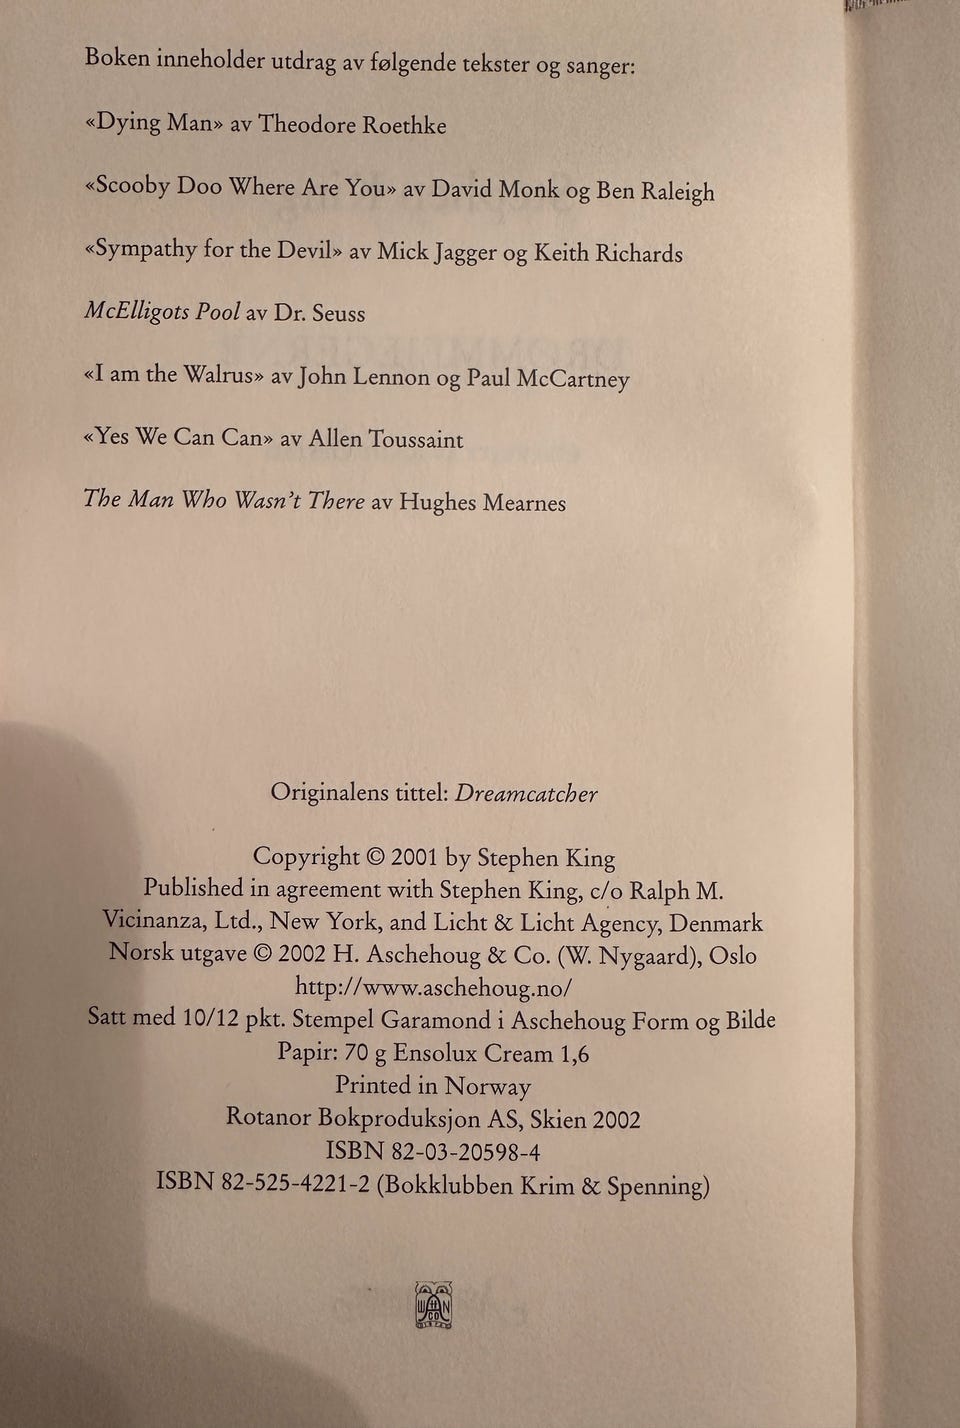 Boken inneholder utdrag av følgende tekster og sanger:
«Dying Man» av Theodore Roethke
«Scooby Doo Where Are You» av David Monk og Ben Raleigh
«Sympathy for the Devil» av Mick Jagger og Keith Richards
McElligots Pool av Dr. Seuss
«I am the Walrus» av John Lennon og Paul McCartney
«Yes We Can Can» av Allen Toussaint
The Man Who Wasn't There av Hughes Mearnes
Originalens tittel: Dreamcatcher
Copyright © 2001 by Stephen King
Published in agreement with Stephen King, c/o Ralph M.
Vicinanza, Ltd., New York, and Licht & Licht Agency, Denmark
Norsk utgave © 2002 H. Aschehoug & Co. (W. Nygaard), Oslo
http://www.aschehoug.no/
Satt med 10/12 pkt. Stempel Garamond i Aschehoug Form og Bilde
Papir: 70 g Ensolux Cream 1,6
Printed in Norway
Rotanor Bokproduksjon AS, Skien 2002
ISBN 82-03-20598-4
ISBN 82-525-4221-2 (Bokklubben Krim & Spenning)